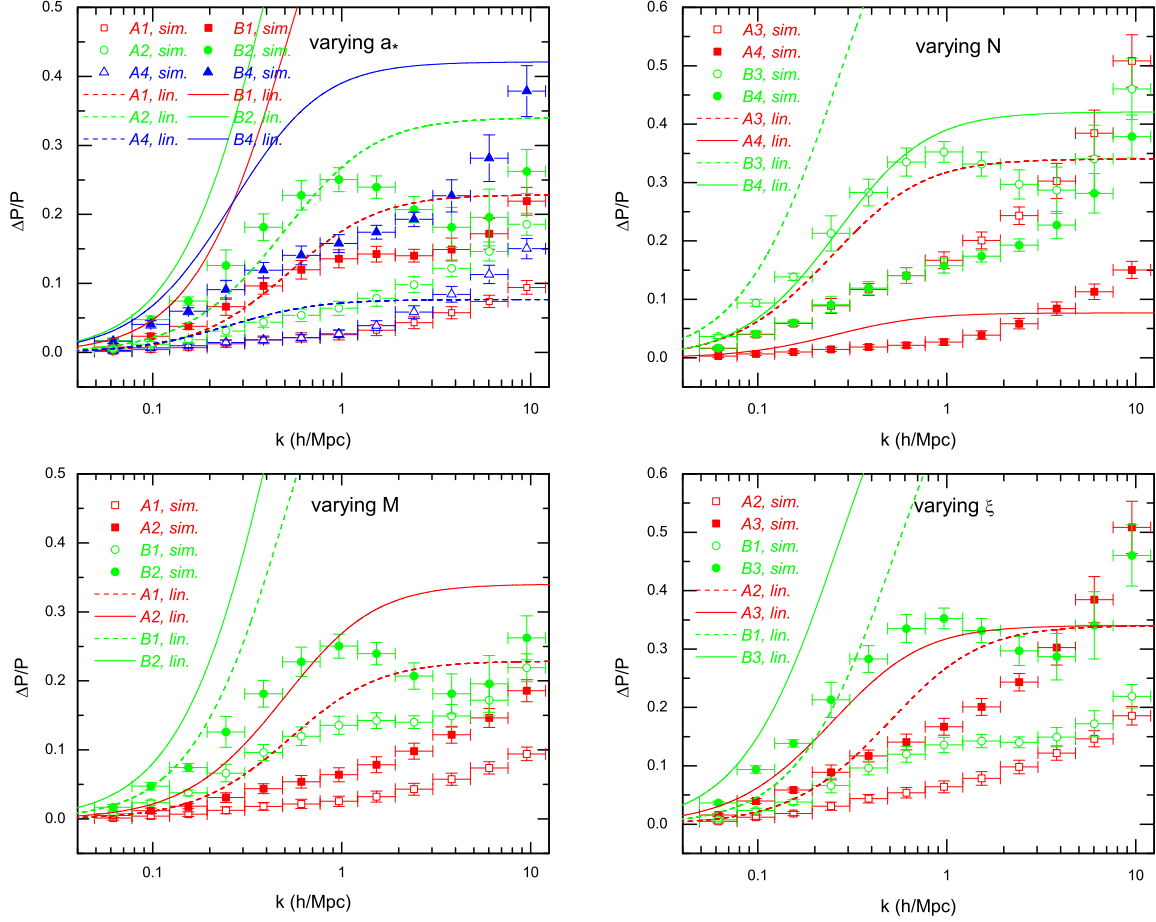 0.5
0.4
0.3
0.2
0.1
0.0
ΔP/P
varying a*
A1, sim. B1, sim.
A2, sim. B2, sim.
A4, sim. B4, sim.
A1, lin. B1, lin.
A2, lin. B2, lin.
A4, lin. B4, lin.
0.1 1 10
k (h/Mpc)
0.6
0.5
0.4
0.3
0.2
0.1
0.0
ΔP/P
varying N
A3, sim.
A4, sim.
B3, sim.
B4, sim.
A3, lin.
A4, lin.
B3, lin.
B4, lin.
0.1 1 10
k (h/Mpc)
0.5
0.4
0.3
0.2
0.1
0.0
ΔP/P
varying M
A1, sim.
A2, sim.
B1, sim.
B2, sim.
A1, lin.
A2, lin.
B1, lin.
B2, lin.
0.1 1 10
k (h/Mpc)
0.6
0.5
0.4
0.3
0.2
0.1
0.0
ΔP/P
varying ξ
A2, sim.
A3, sim.
B1, sim.
B3, sim.
A2, lin.
A3, lin.
B1, lin.
B3, lin.
0.1 1 10
k (h/Mpc)